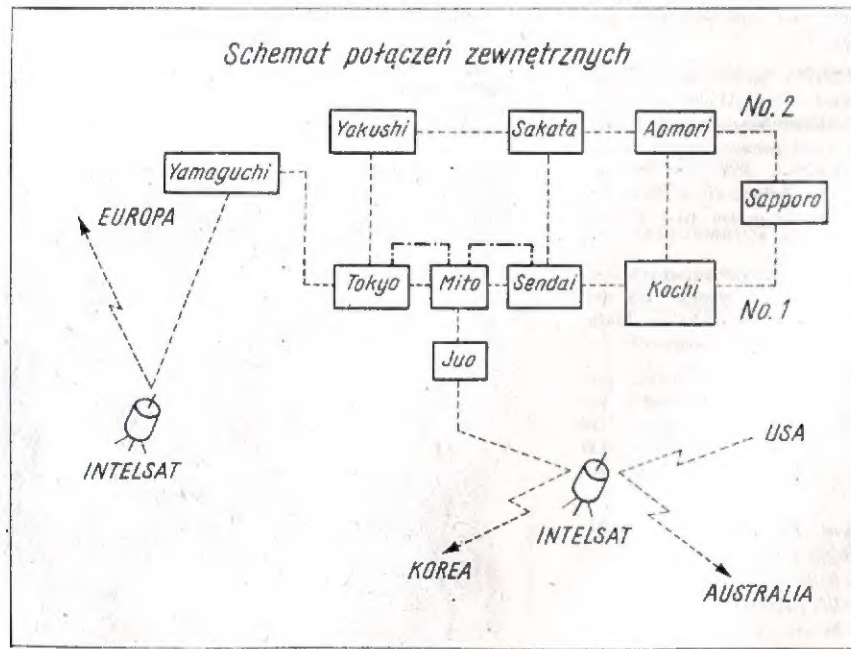 Schemat połączeń zewnętrznych
No. 2
Yakushi
Sakata
Aomori
Yamaguchi
Sapporo
EUROPA
Tokyo
Mito
Sendai
Kochi
No. 1
Juo
USA
INTELSAT
INTELSAT
KOREA
AUSTRALIA